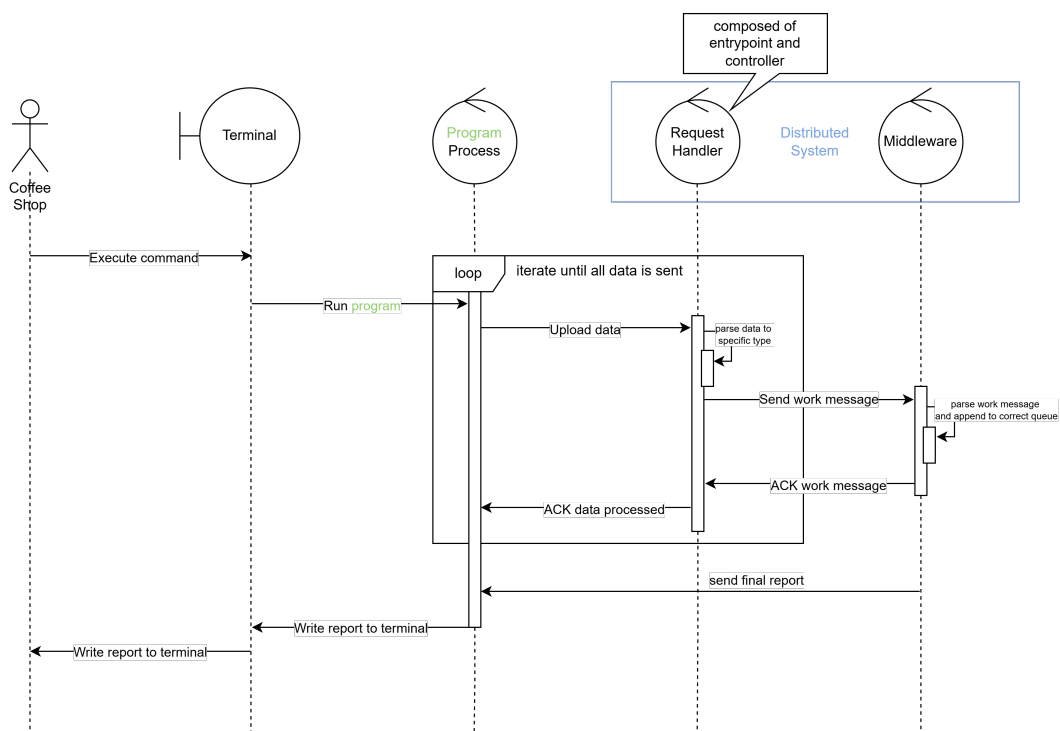 composed of
entrypoint and
controller
Terminal
Program
Process
Request
Handler
Distributed
System
Middleware
Coffee
Shop
Execute command
loop
iterate until all data is sent
Run program
Upload data
parse data to
specific type
Send work message
parse work message
and append to correct queue
ACK work message
ACK data processed
send final report
Write report to terminal
Write report to terminal